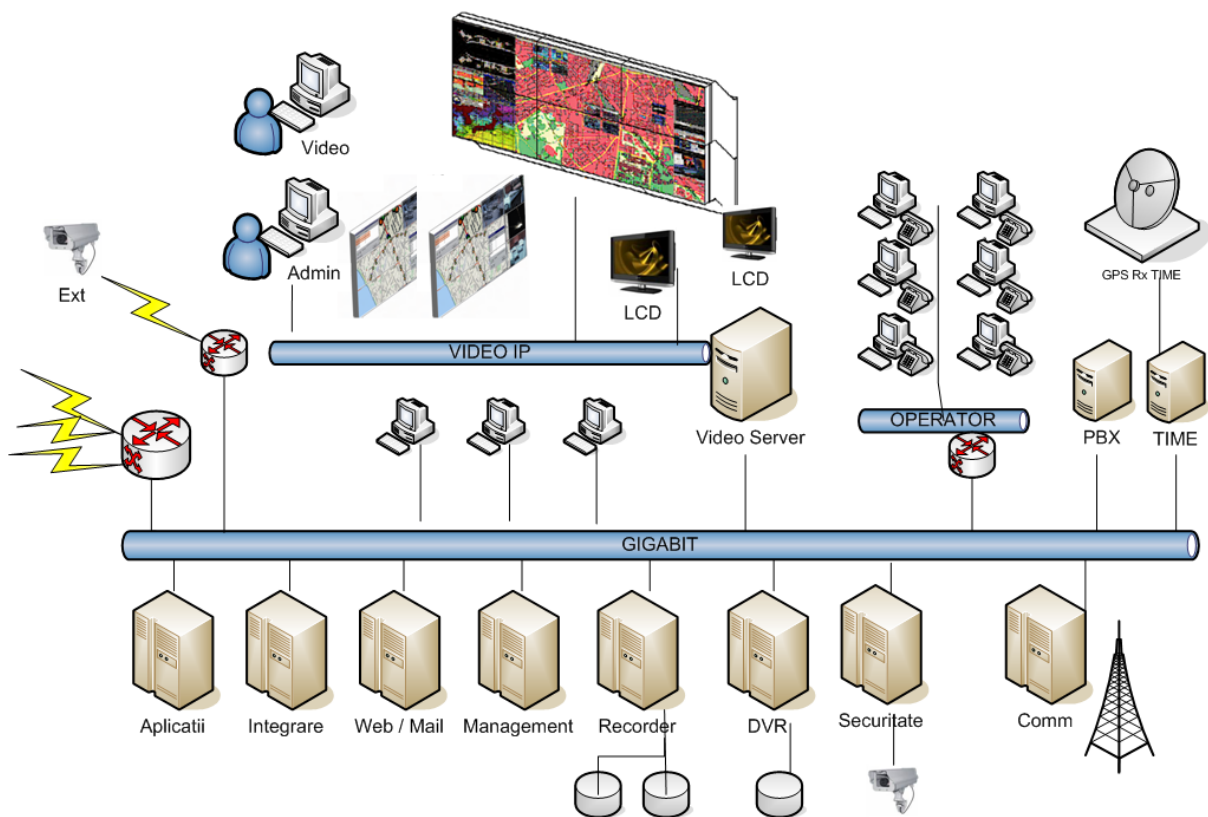 Video
Admin
Ext
LCD
LCD
GPS Rx TIME
VIDEO IP
Video Server
OPERATOR
PBX
TIME
GIGABIT
Aplicatii
Integrare
Web / Mail
Management
Recorder
DVR
Securitate
Comm